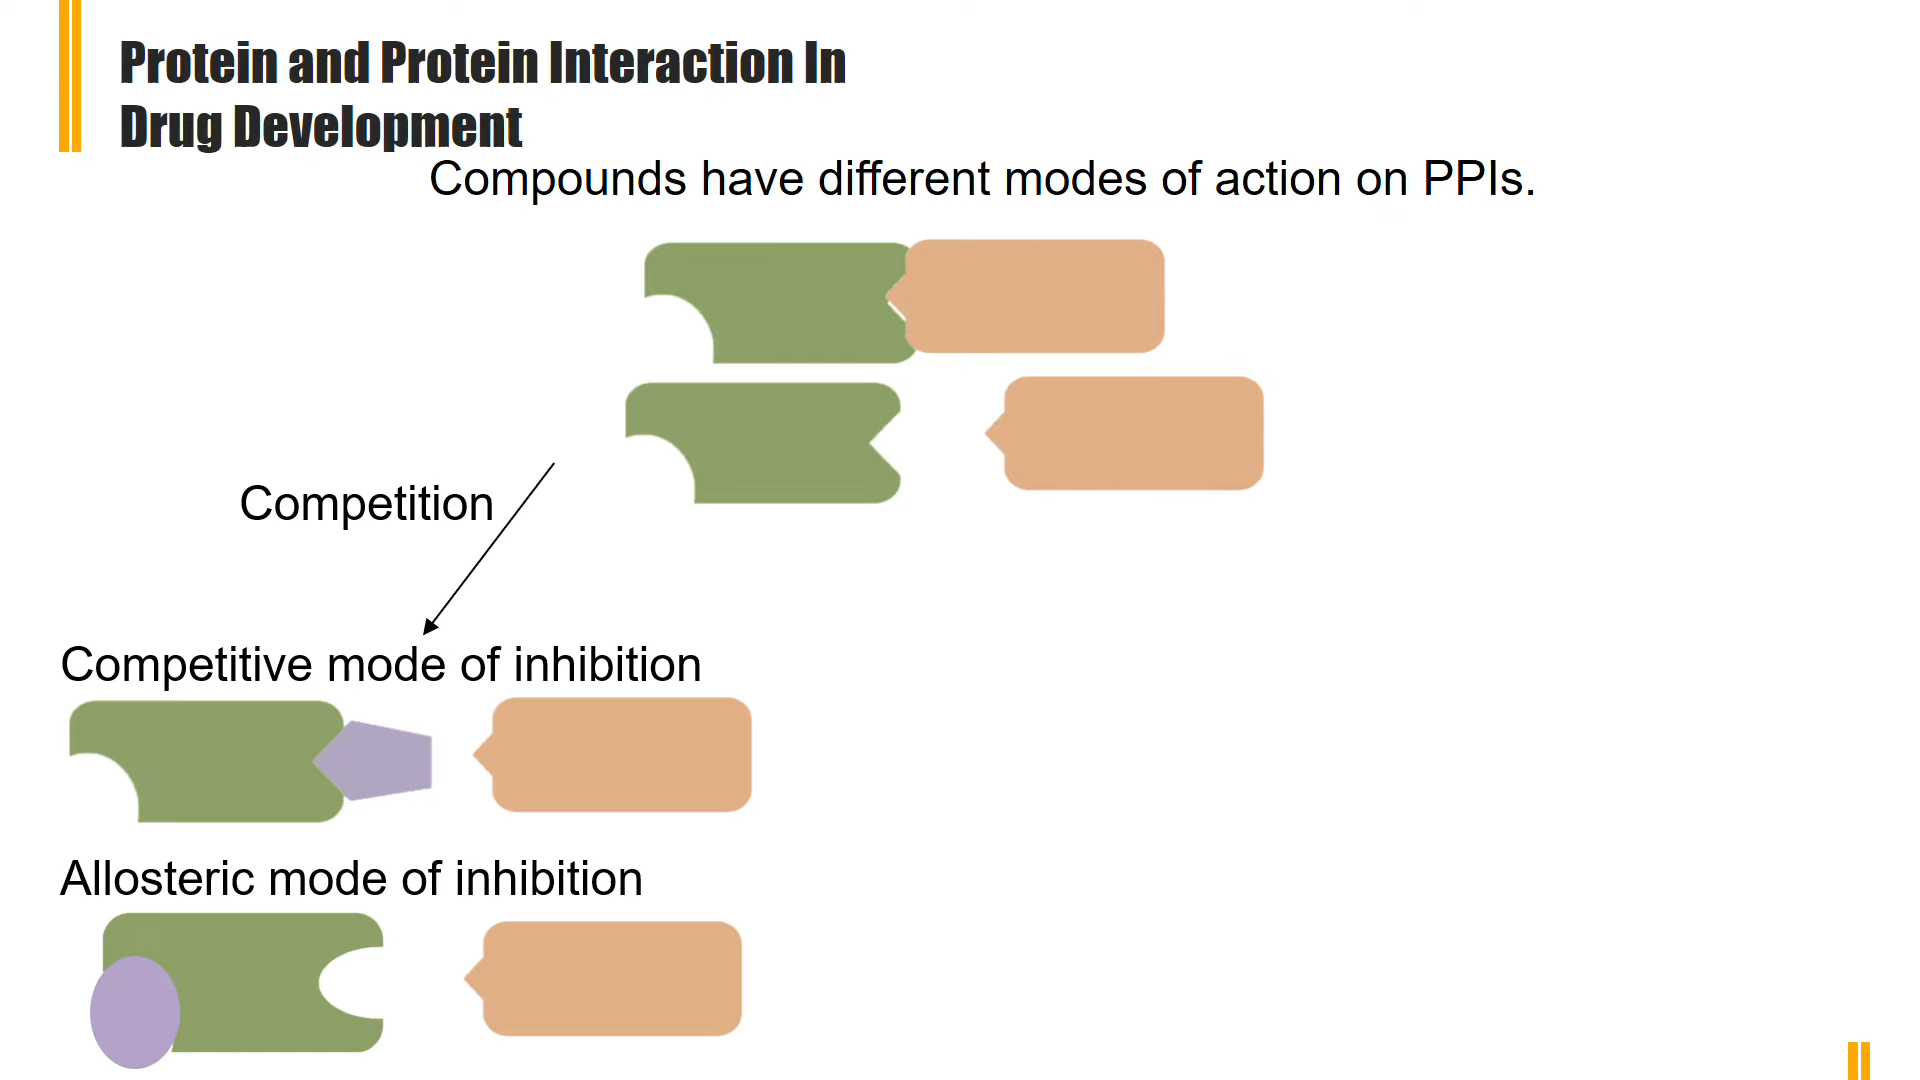 Protein and Protein Interaction In
Drug Development
Compounds have different modes of action on PPIs.
Competition
Competitive mode of inhibition
Allosteric mode of inhibition